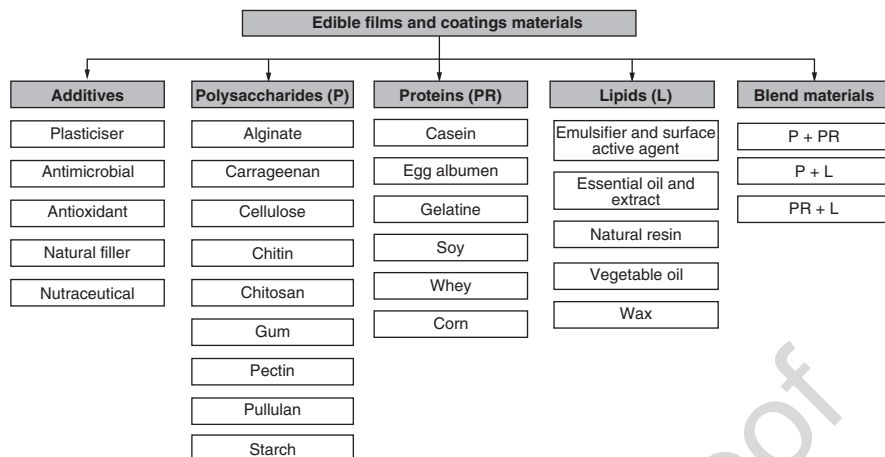 Edible films and coatings materials
Additives
Plasticiser
Antimicrobial
Antioxidant
Natural filler
Nutraceutical
Polysaccharides (P)
Alginate
Carrageenan
Cellulose
Chitin
Chitosan
Gum
Pectin
Pullulan
Starch
Proteins (PR)
Casein
Egg albumen
Gelatine
Soy
Whey
Corn
Lipids (L)
Emulsifier and surface
active agent
Essential oil and
extract
Natural resin
Vegetable oil
Wax
Blend materials
P + PR
P + L
PR + L
oof